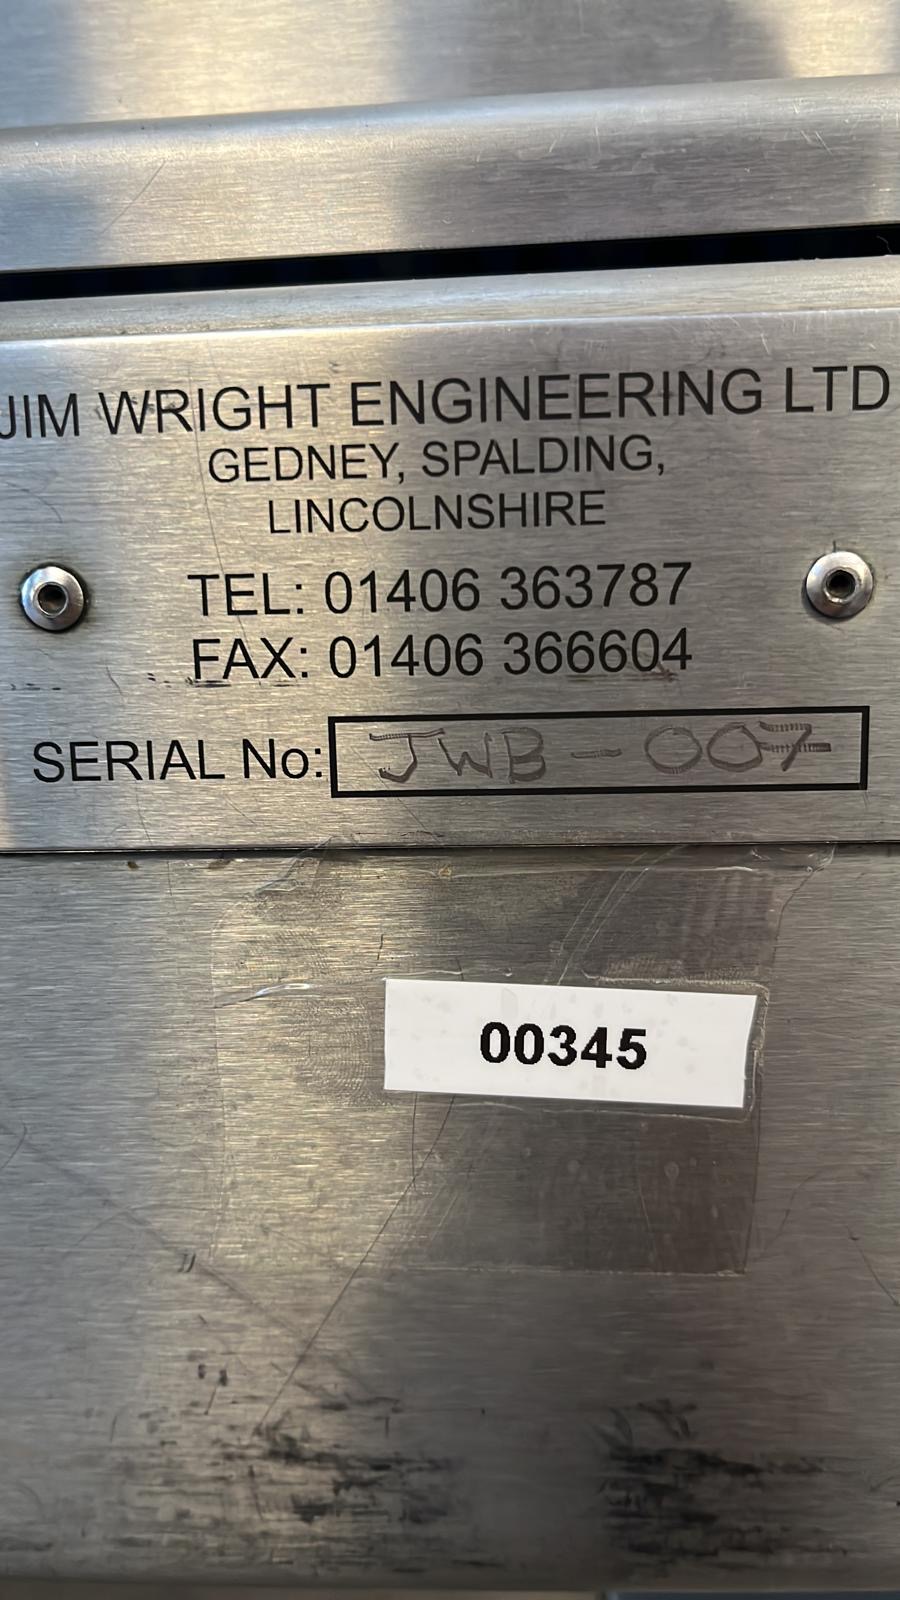 JIM WRIGHT ENGINEERING LTD
GEDNEY, SPALDING,
LINCOLNSHIRE
TEL: 01406 363787
FAX: 01406 366604
SERIAL No: JWB-007
00345